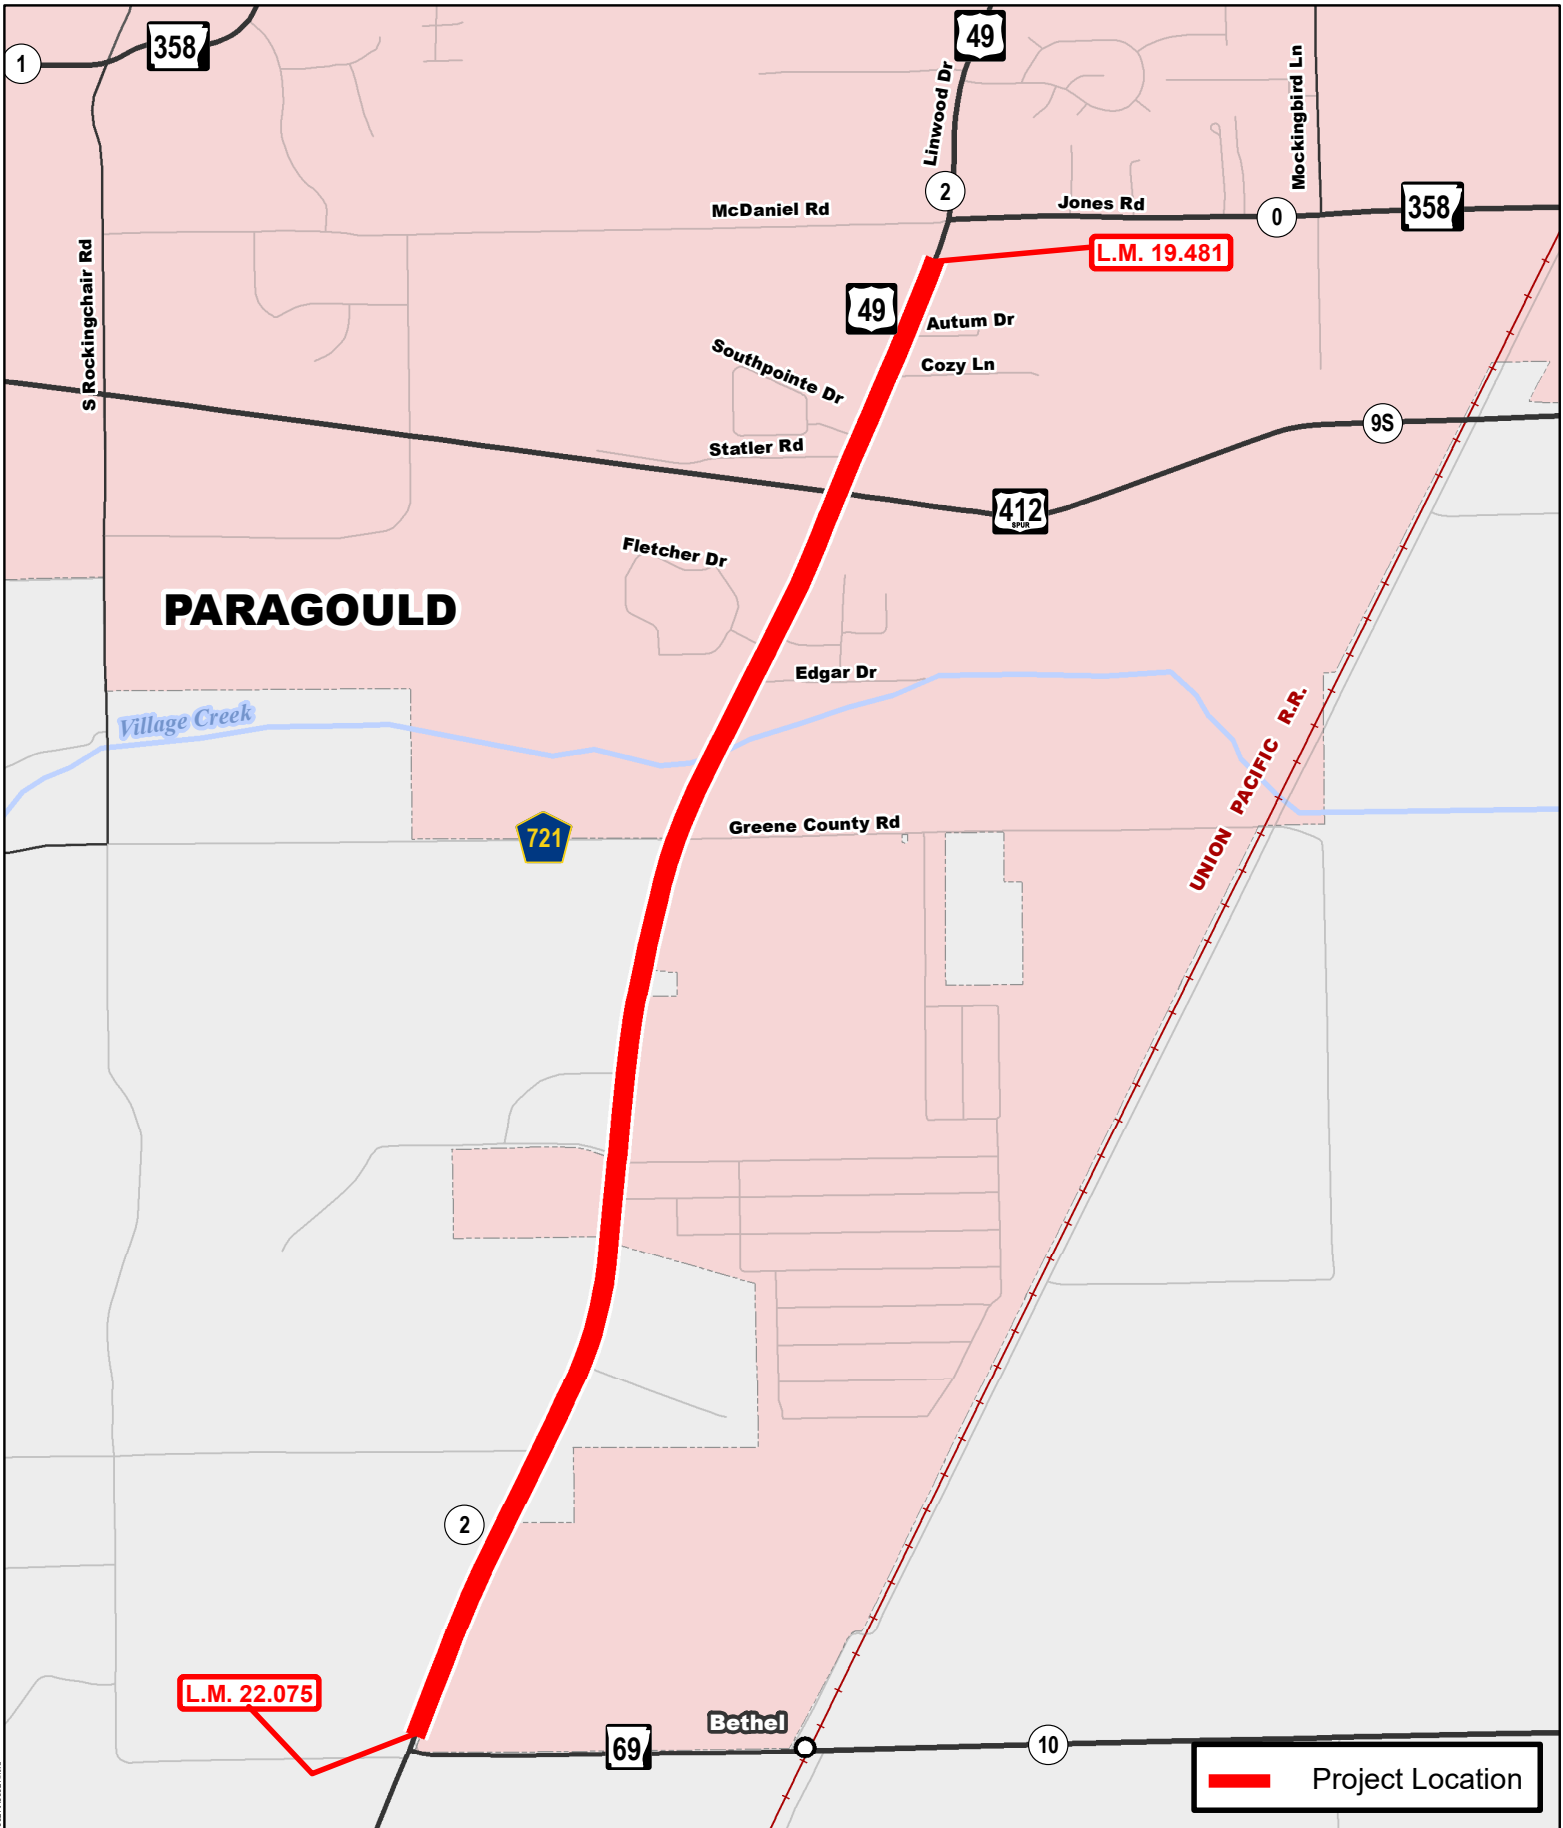 358
1
49
Linwood Dr
Mockingbird Ln
2
McDaniel Rd
Jones Rd
0
358
L.M. 19.481
S Rockingchair Rd
49
Autum Dr
Southpointe Dr
Cozy Ln
9S
Statler Rd
412
SPUR
Fletcher Dr
PARAGOULD
Edgar Dr
Village Creek
UNION PACIFIC R.R.
721
Greene County Rd
2
L.M. 22.075
Bethel
69
10
Project Location